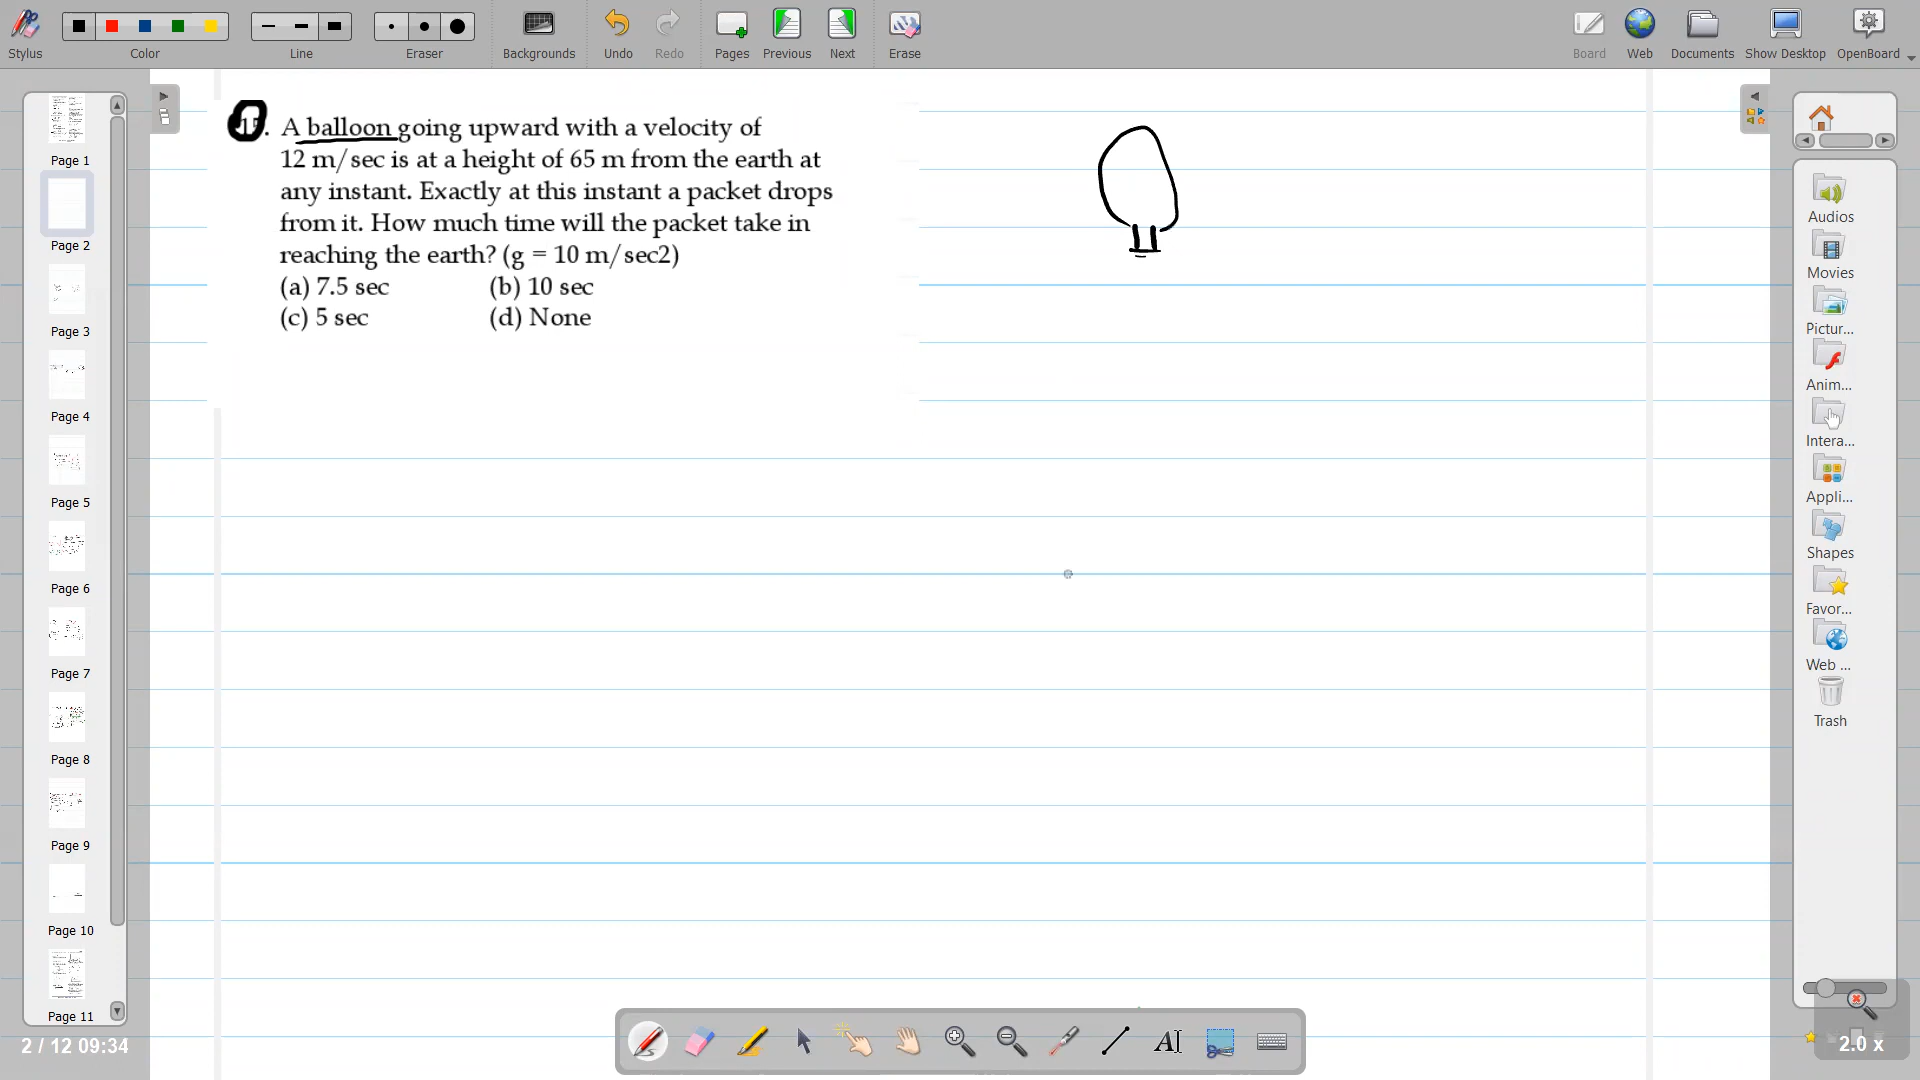 Stylus
Color
Line
Eraser
Backgrounds
Undo
Redo
Pages
Previous
Next
Erase
Board
Web
Documents
Show Desktop
OpenBoard
Page 1
Page 2
Page 3
Page 4
Page 5
Page 6
Page 7
Page 8
Page 9
Page 10
Page 11
2 / 12 09:34
A balloon going upward with a velocity of
12 m/sec is at a height of 65 m from the earth at
any instant. Exactly at this instant a packet drops
from it. How much time will the packet take in
reaching the earth? (g = 10 m/sec2)
(a) 7.5 sec (b) 10 sec
(c) 5 sec (d) None
Audios
Movies
Pictur...
Anim...
Intera...
Appli...
Shapes
Favor...
Web ...
Trash
2.0 x